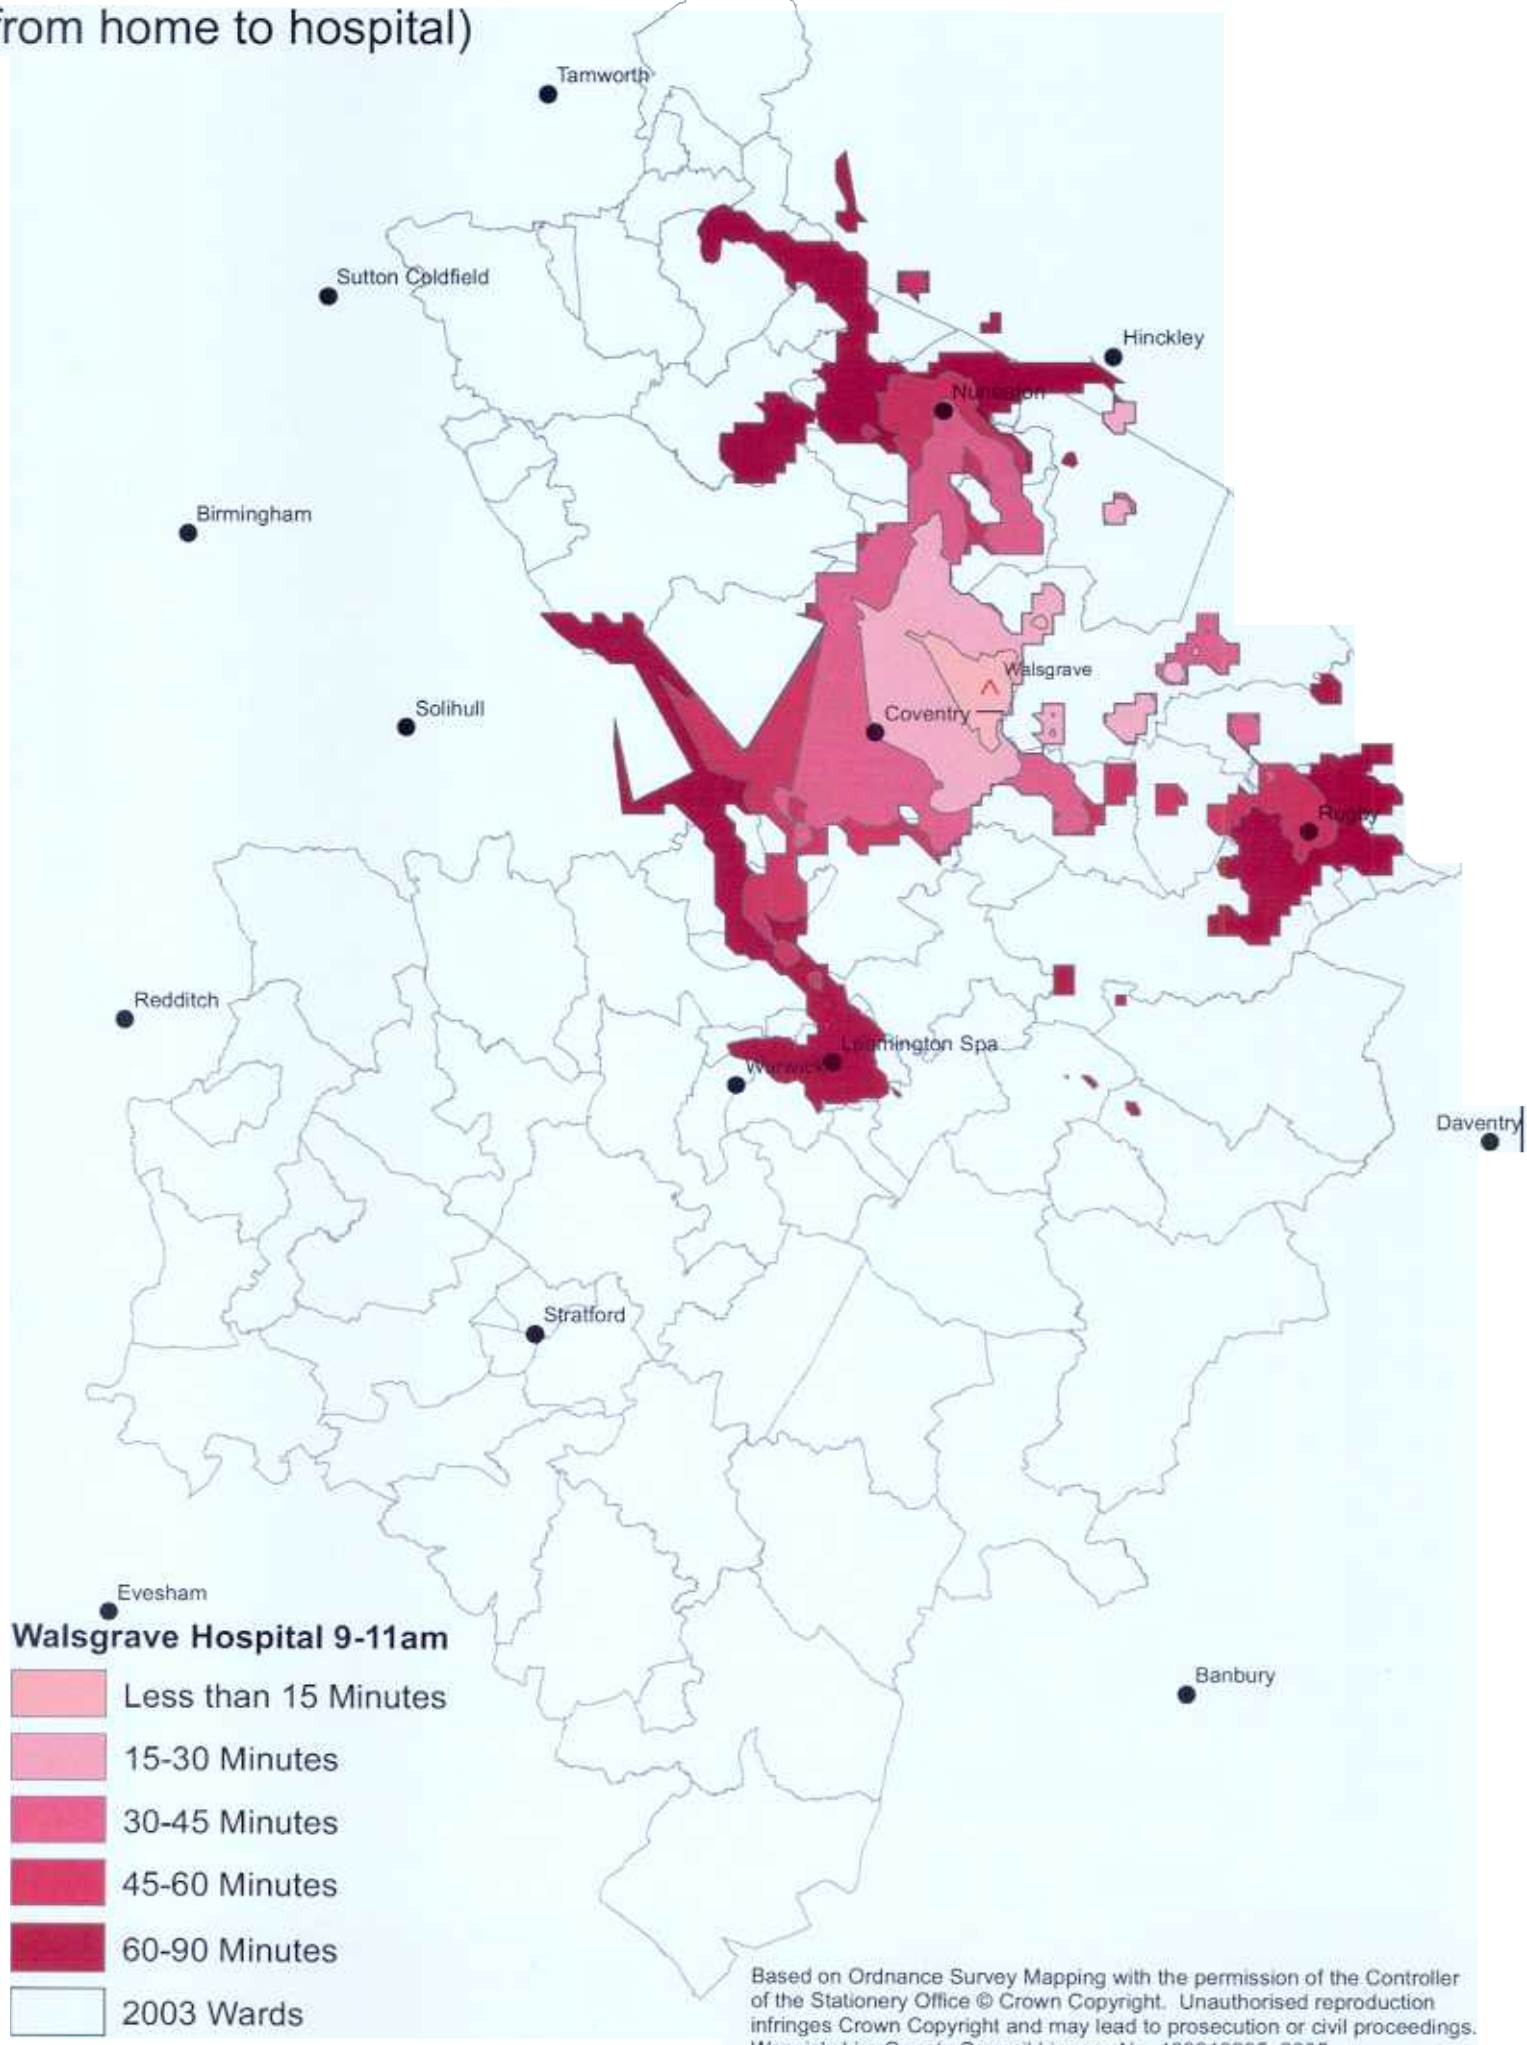 from home to hospital)
Tamworth
Sutton Coldfield
Hinckley
Nuneaton
Birmingham
Walsgrave
Solihull
Coventry
Rugby
Redditch
Leamington Spa
Warwick
Daventry
Stratford
Evesham
Walsgrave Hospital 9-11am
Less than 15 Minutes
Banbury
15-30 Minutes
30-45 Minutes
45-60 Minutes
60-90 Minutes
2003 Wards
Based on Ordnance Survey Mapping with the permission of the Controller
of the Stationery Office © Crown Copyright. Unauthorised reproduction
infringes Crown Copyright and may lead to prosecution or civil proceedings.